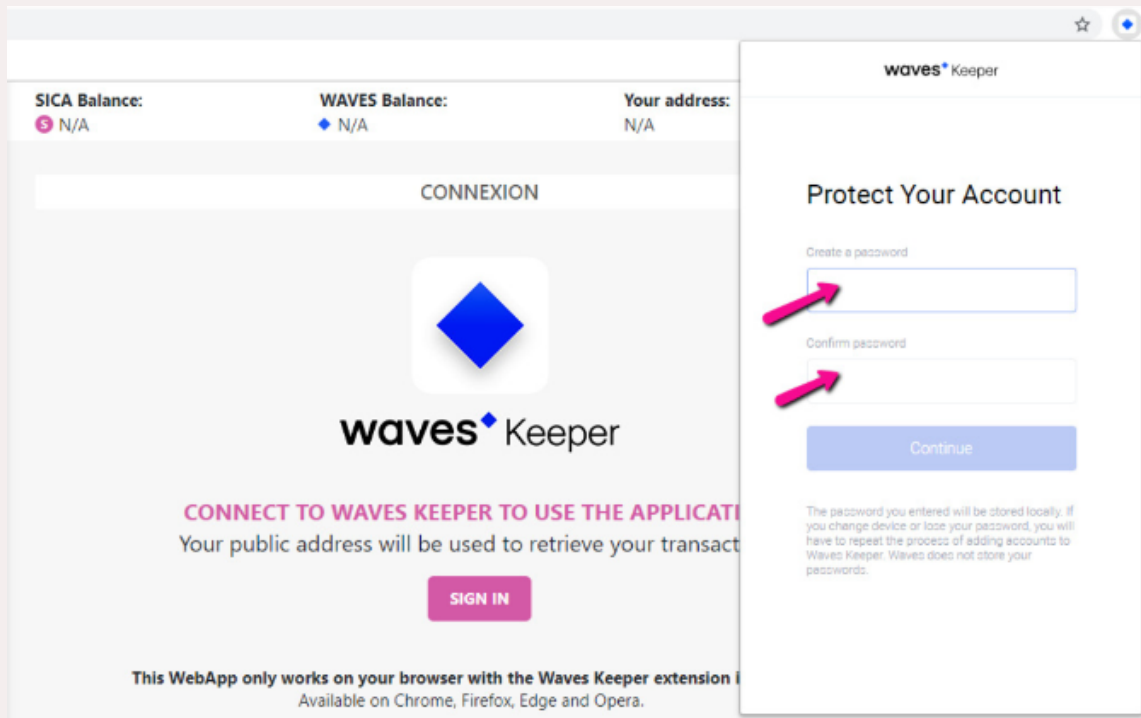 SICA Balance:
S N/A
WAVES Balance:
N/A
Your address:
N/A
CONNEXION
waves Keeper
CONNECT TO WAVES KEEPER TO USE THE APPLICATI
Your public address will be used to retrieve your transact
SIGN IN
This WebApp only works on your browser with the Waves Keeper extension i
Available on Chrome, Firefox, Edge and Opera.
waves Keeper
Protect Your Account
Create a password
Confirm password
Continue
The password you entered will be stored locally. If
you change device or lose your password, you will
have to repeat the process of adding accounts to
Waves Keeper. Waves does not store your
passwords.